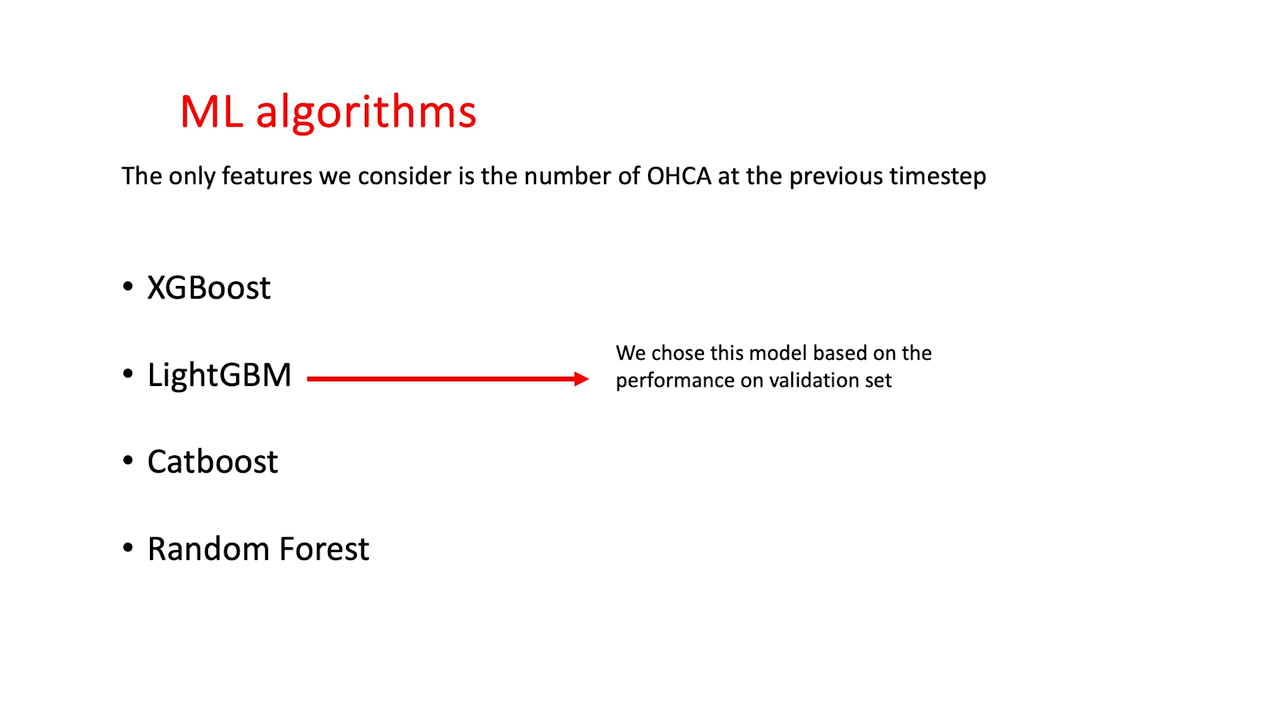 ML algorithms
The only features we consider is the number of OHCA at the previous timestep
• XGBoost
• LightGBM
We chose this model based on the
performance on validation set
• Catboost
• Random Forest